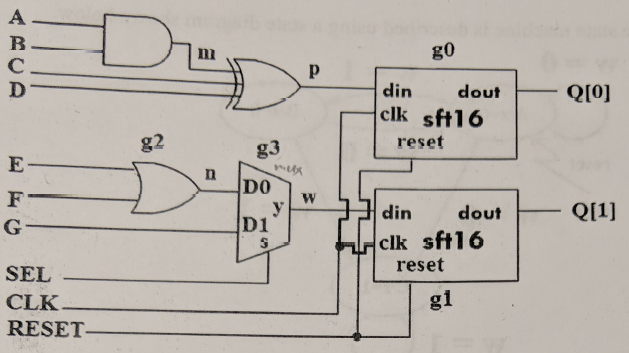 A
B
C
D
m
p
g0
din dout
clk sft16
reset
Q[0]
E
F
G
g2
n
g3
mux
D0
y
D1
s
w
din dout
clk sft16
reset
g1
Q[1]
SEL
CLK
RESET